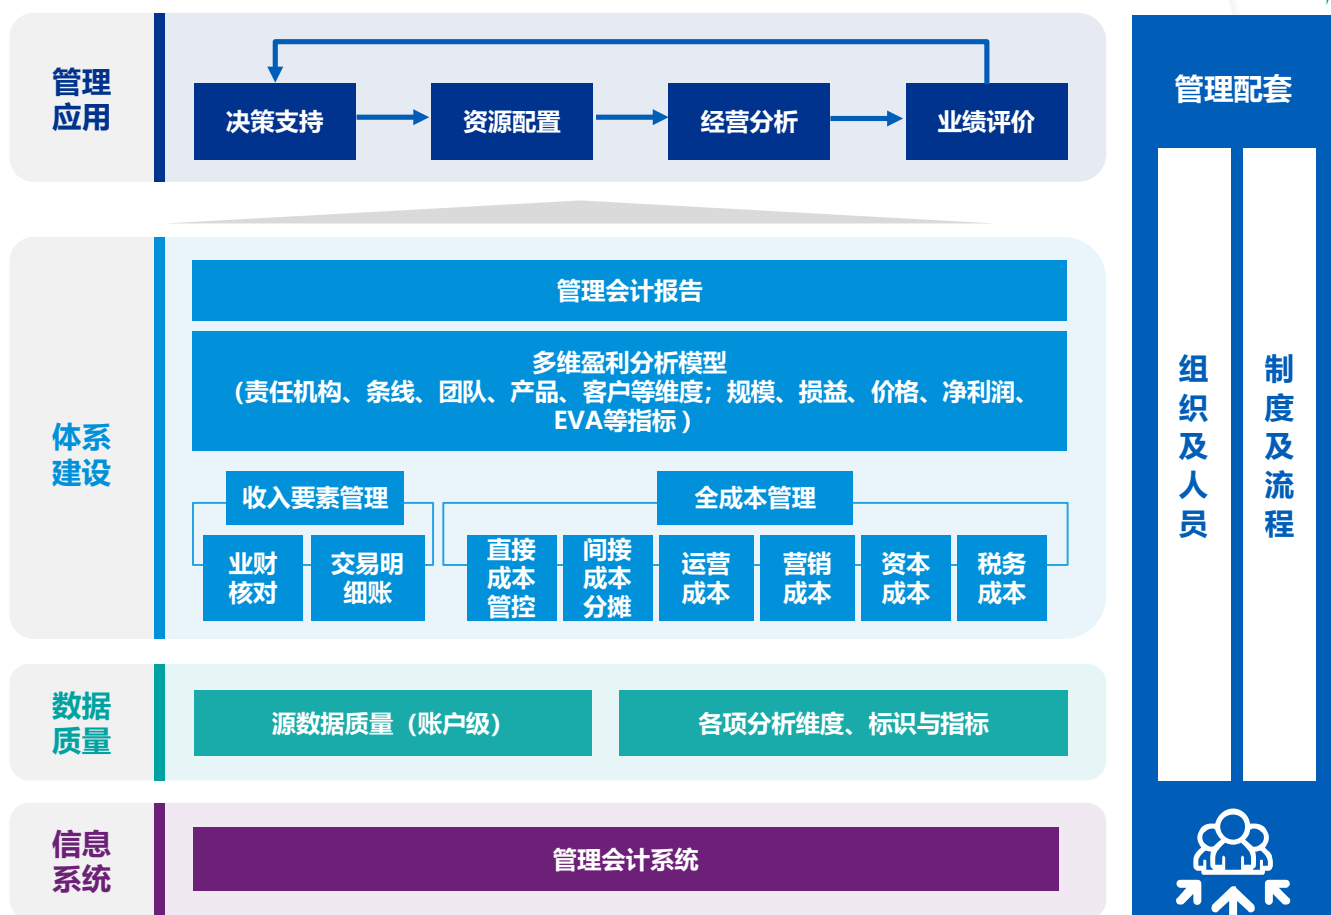 管理
应用
决策支持
资源配置
经营分析
业绩评价
体系
建设
管理会计报告
多维盈利分析模型
（责任机构、条线、团队、产品、客户等维度；规模、损益、价格、净利润、
EVA等指标）
收入要素管理
全成本管理
业财
核对
交易明
细账
直接
成本
管控
间接
成本
分摊
运营
成本
营销
成本
资本
成本
税务
成本
数据
质量
源数据质量（账户级）
各项分析维度、标识与指标
信息
系统
管理会计系统
管理配套
组织及人员
制度及流程